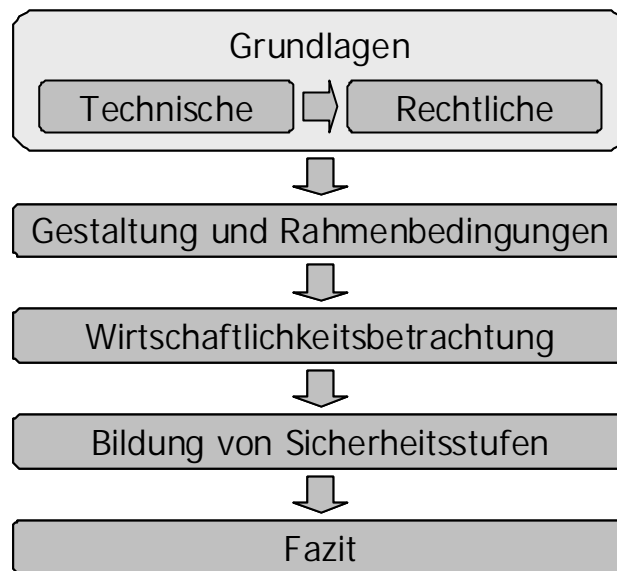 Grundlagen
Technische Rechtliche
Gestaltung und Rahmenbedingungen
Wirtschaftlichkeitsbetrachtung
Bildung von Sicherheitsstufen
Fazit